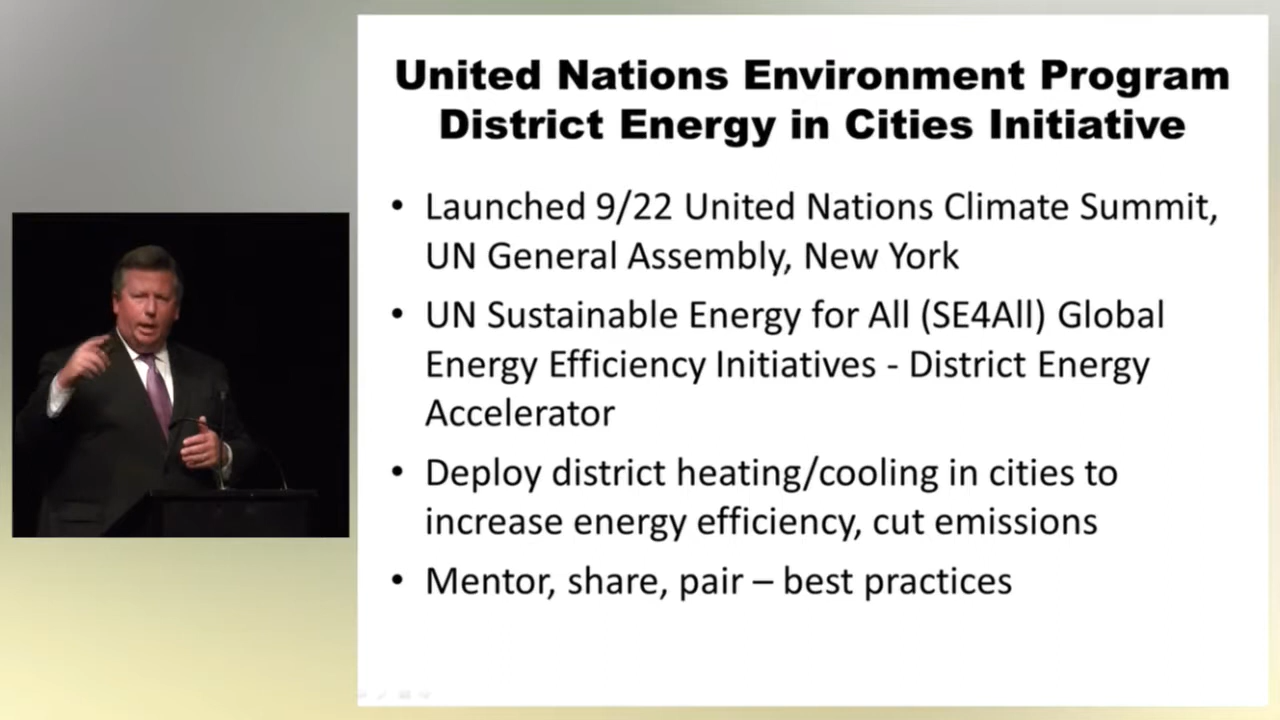 United Nations Environment Program
District Energy in Cities Initiative
• Launched 9/22 United Nations Climate Summit,
UN General Assembly, New York
• UN Sustainable Energy for All (SE4All) Global
Energy Efficiency Initiatives - District Energy
Accelerator
• Deploy district heating/cooling in cities to
increase energy efficiency, cut emissions
• Mentor, share, pair – best practices